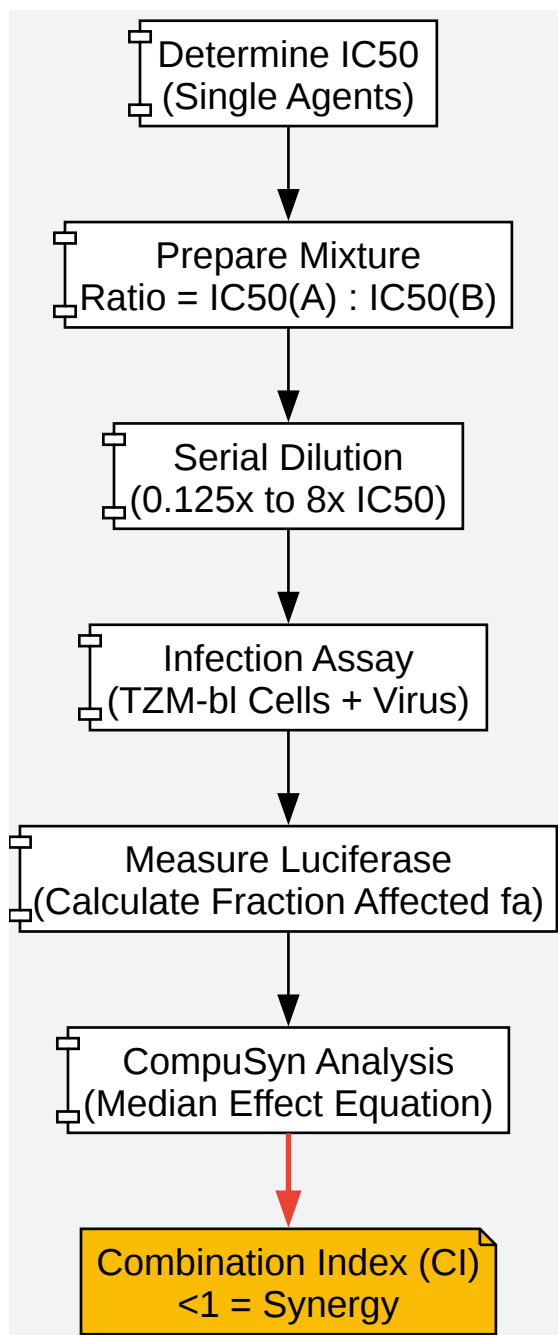 Determine IC50
(Single Agents)
Prepare Mixture
Ratio = IC50(A) : IC50(B)
Serial Dilution
(0.125x to 8x IC50)
Infection Assay
(TZM-bl Cells + Virus)
Measure Luciferase
(Calculate Fraction Affected fa)
CompuSyn Analysis
(Median Effect Equation)
Combination Index (CI)
<1 = Synergy